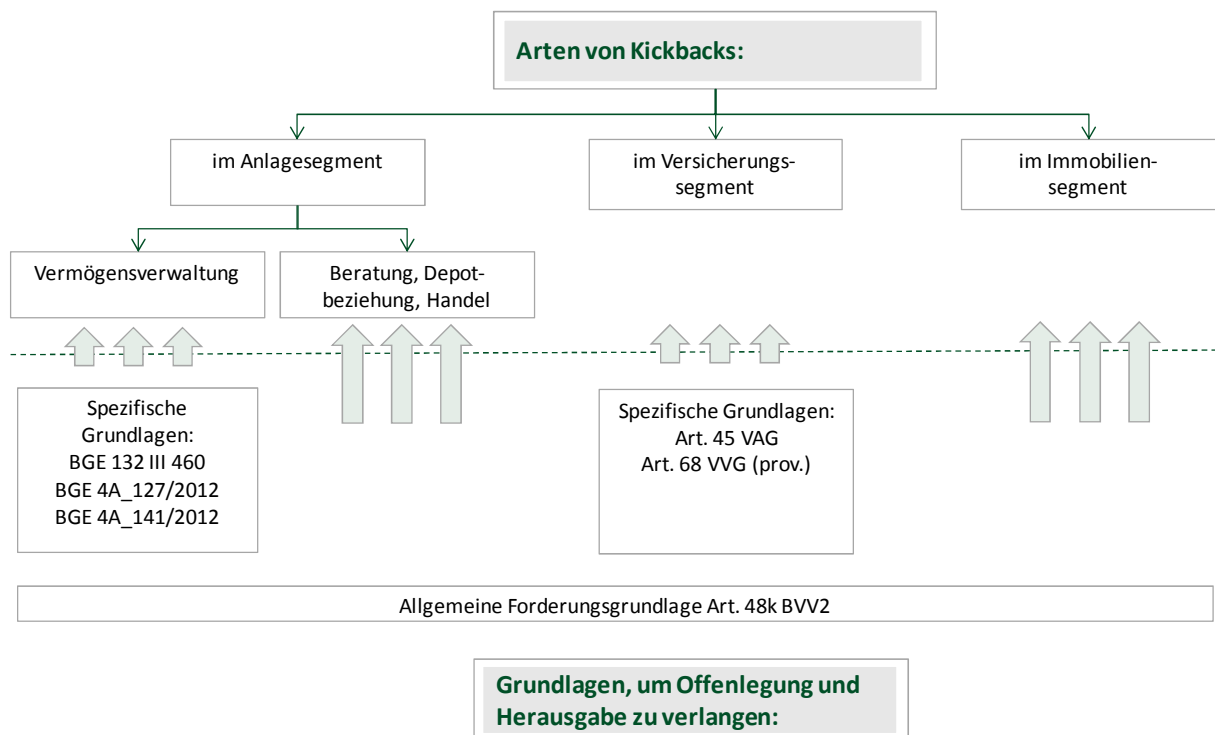 Arten von Kickbacks:
im Anlagesegment
im Versicherungs-
segment
im Immobilien-
segment
Vermögensverwaltung
Beratung, Depot-
beziehung, Handel
Spezifische
Grundlagen:
BGE 132 III 460
BGE 4A_127/2012
BGE 4A_141/2012
Spezifische Grundlagen:
Art. 45 VAG
Art. 68 VVG (prov.)
Allgemeine Forderungsgrundlage Art. 48k BVV2
Grundlagen, um Offenlegung und
Herausgabe zu verlangen: